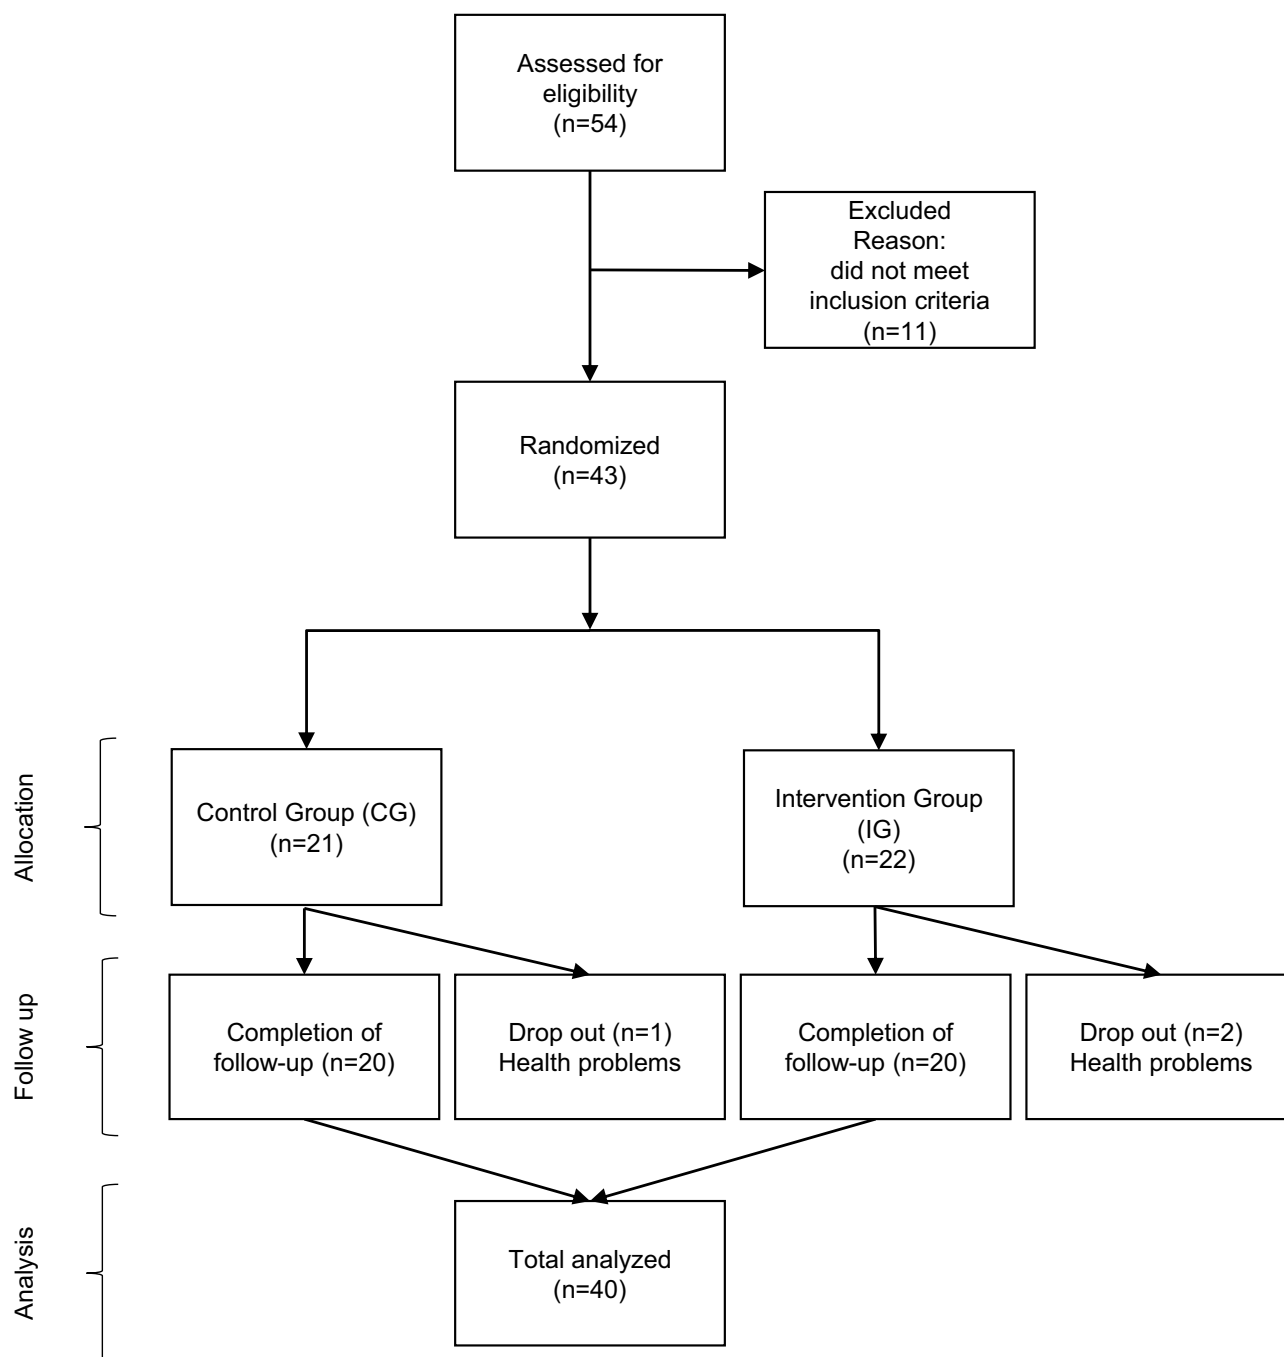 Assessed for
eligibility
(n=54)
Excluded
Reason:
did not meet
inclusion criteria
(n=11)
Randomized
(n=43)
Allocation
Control Group (CG)
(n=21)
Intervention Group
(IG)
(n=22)
Follow up
Completion of
follow-up (n=20)
Drop out (n=1)
Health problems
Completion of
follow-up (n=20)
Drop out (n=2)
Health problems
Analysis
Total analyzed
(n=40)